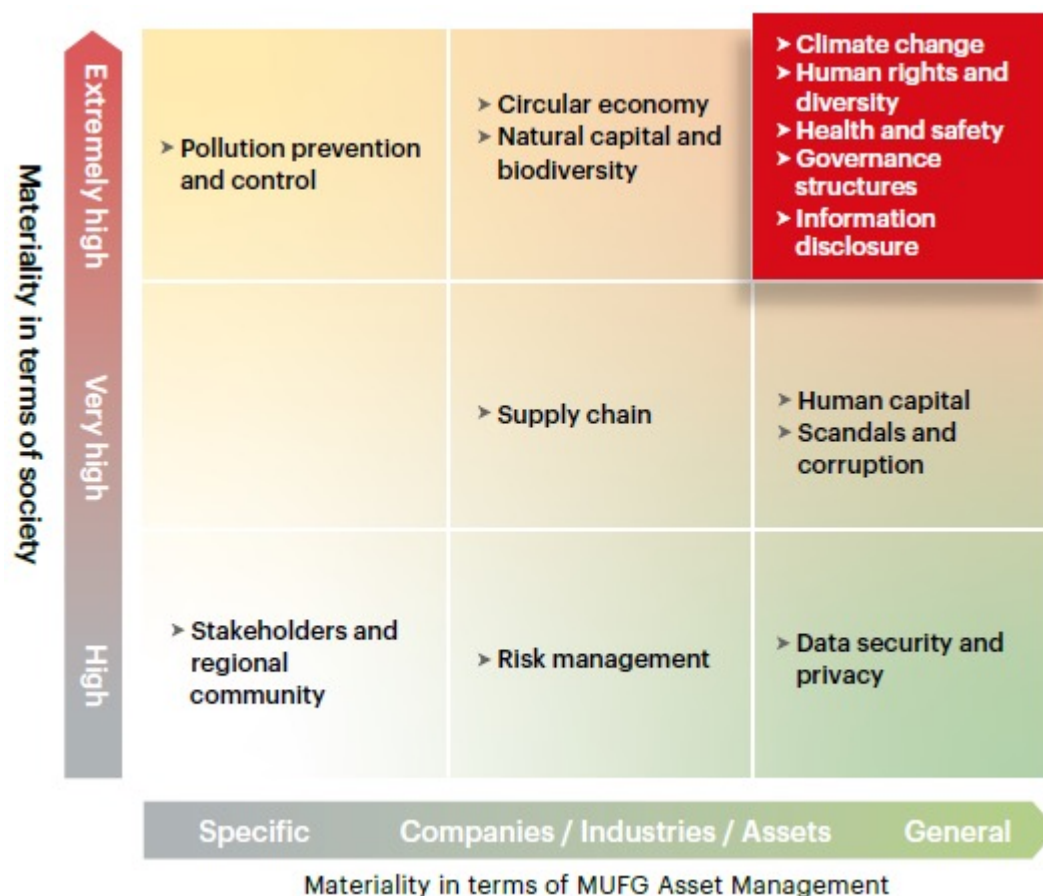 Materiality in terms of society
Extremely high
Very high
High
➤ Pollution prevention
and control
➤ Circular economy
➤ Natural capital and
biodiversity
➤ Climate change
➤ Human rights and
diversity
➤ Health and safety
➤ Governance
structures
➤ Information
disclosure
➤ Supply chain
➤ Human capital
➤ Scandals and
corruption
➤ Stakeholders and
regional
community
➤ Risk management
➤ Data security and
privacy
Specific
Companies / Industries / Assets
General
Materiality in terms of MUFG Asset Management